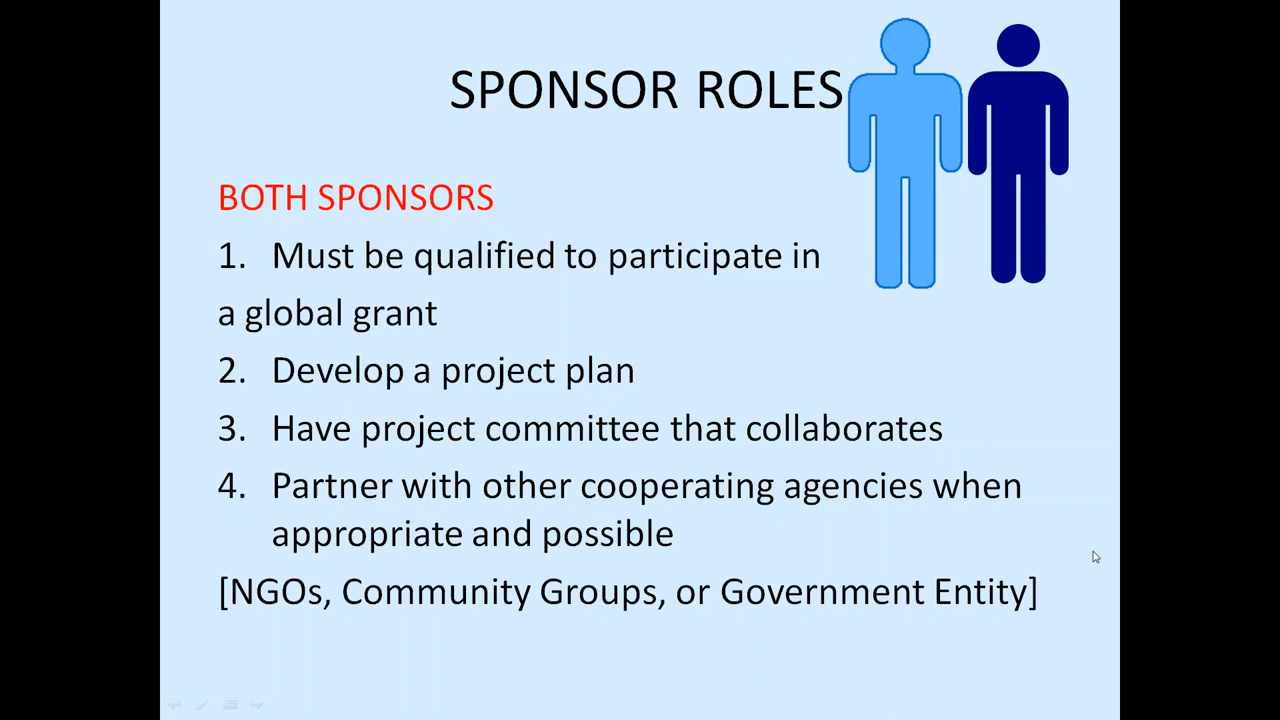 SPONSOR ROLES
BOTH SPONSORS
1. Must be qualified to participate in
a global grant
2. Develop a project plan
3. Have project committee that collaborates
4. Partner with other cooperating agencies when
appropriate and possible
[NGOs, Community Groups, or Government Entity]